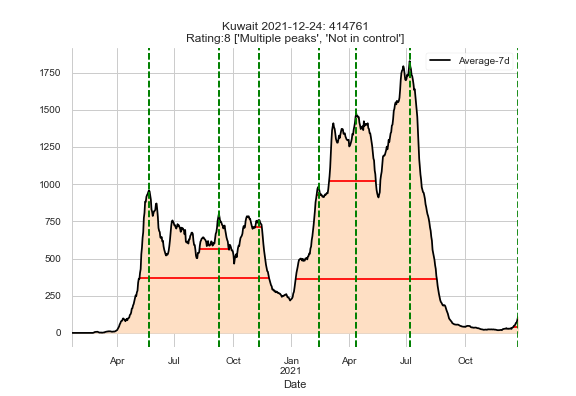 Kuwait 2021-12-24: 414761
Rating:8 ['Multiple peaks', 'Not in control']
Average-7d
1750
1500
1250
1000
750
500
250
0
Apr
Jul
Oct
Jan
2021
Apr
Jul
Oct
Date